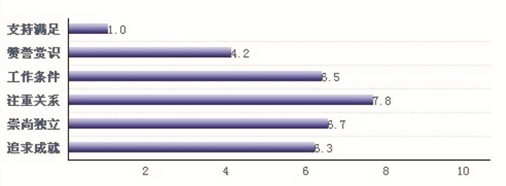 支持满足 1.0
赞誉赏识 4.2
工作条件 6.5
注重关系 7.8
崇尚独立 6.7
追求成就 6.3
2 4 6 8 10